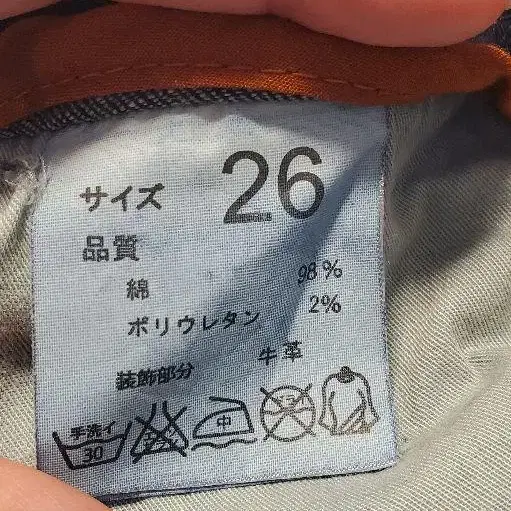 サイズ 26
品質
綿 98%
ポリウレタン 2%
装飾部分 牛革
手洗イ 30 中